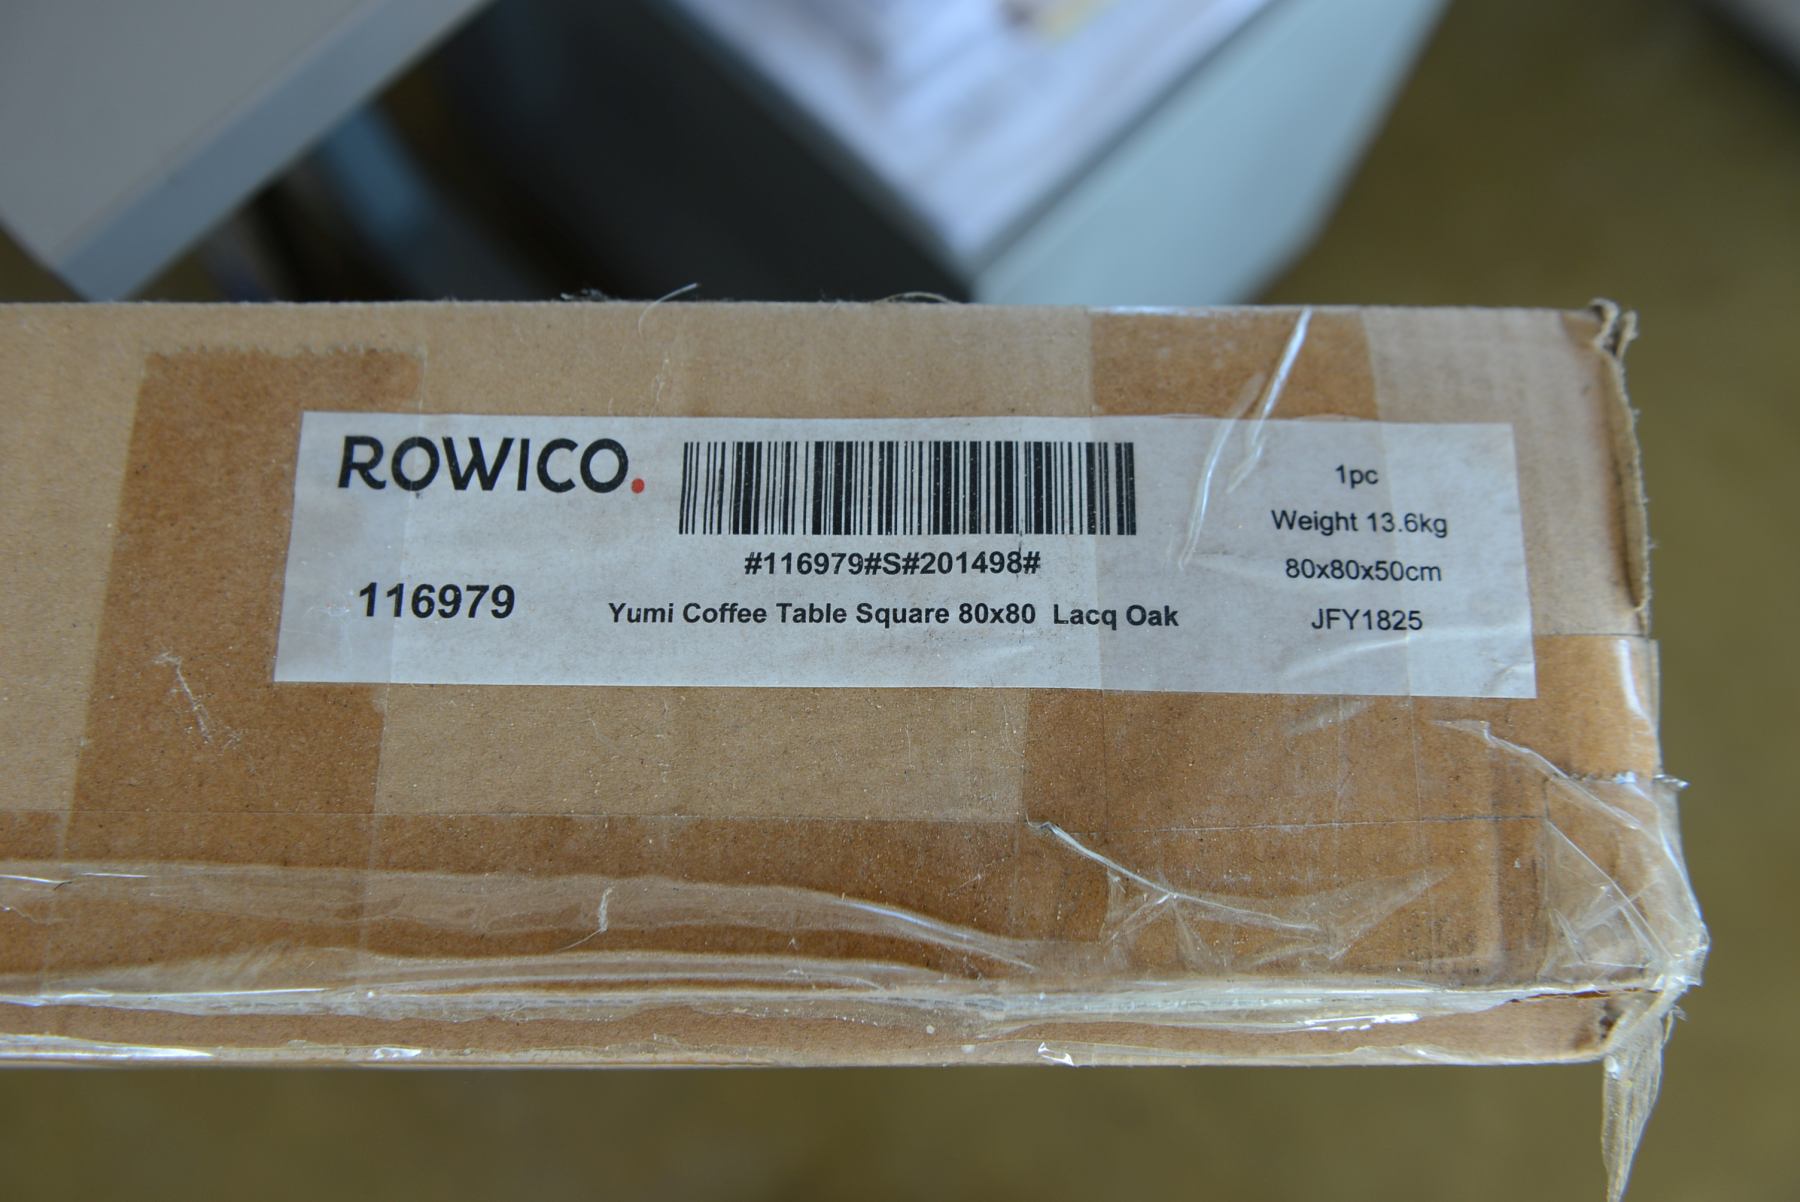 ROWICO.
#116979#S#201498#
116979
Yumi Coffee Table Square 80x80 Lacq Oak
1pc
Weight 13.6kg
80x80x50cm
JFY1825